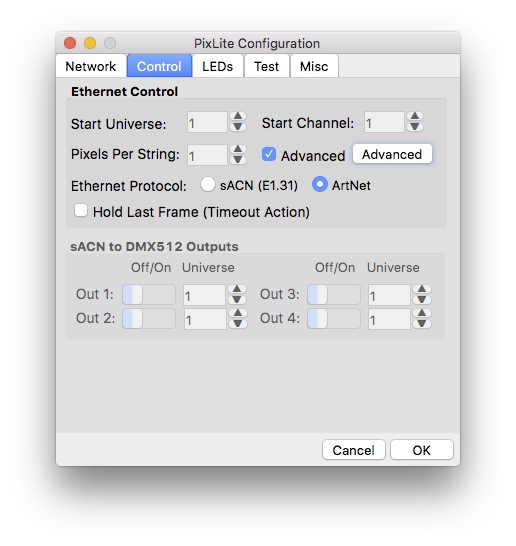 PixLite Configuration
Network Control LEDs Test Misc
Ethernet Control
Start Universe: 1 Start Channel: 1
Pixels Per String: 1 Advanced Advanced
Ethernet Protocol: sACN (E1.31) ArtNet
Hold Last Frame (Timeout Action)
sACN to DMX512 Outputs
Off/On Universe Off/On Universe
Out 1: 1 Out 3: 1
Out 2: 1 Out 4: 1
Cancel OK